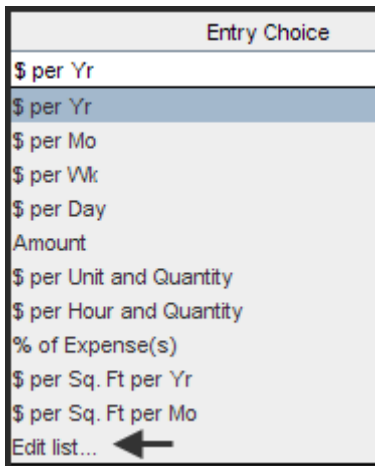 Entry Choice
$ per Yr
$ per Yr
$ per Mo
$ per Wk
$ per Day
Amount
$ per Unit and Quantity
$ per Hour and Quantity
% of Expense(s)
$ per Sq. Ft per Yr
$ per Sq. Ft per Mo
Edit list...